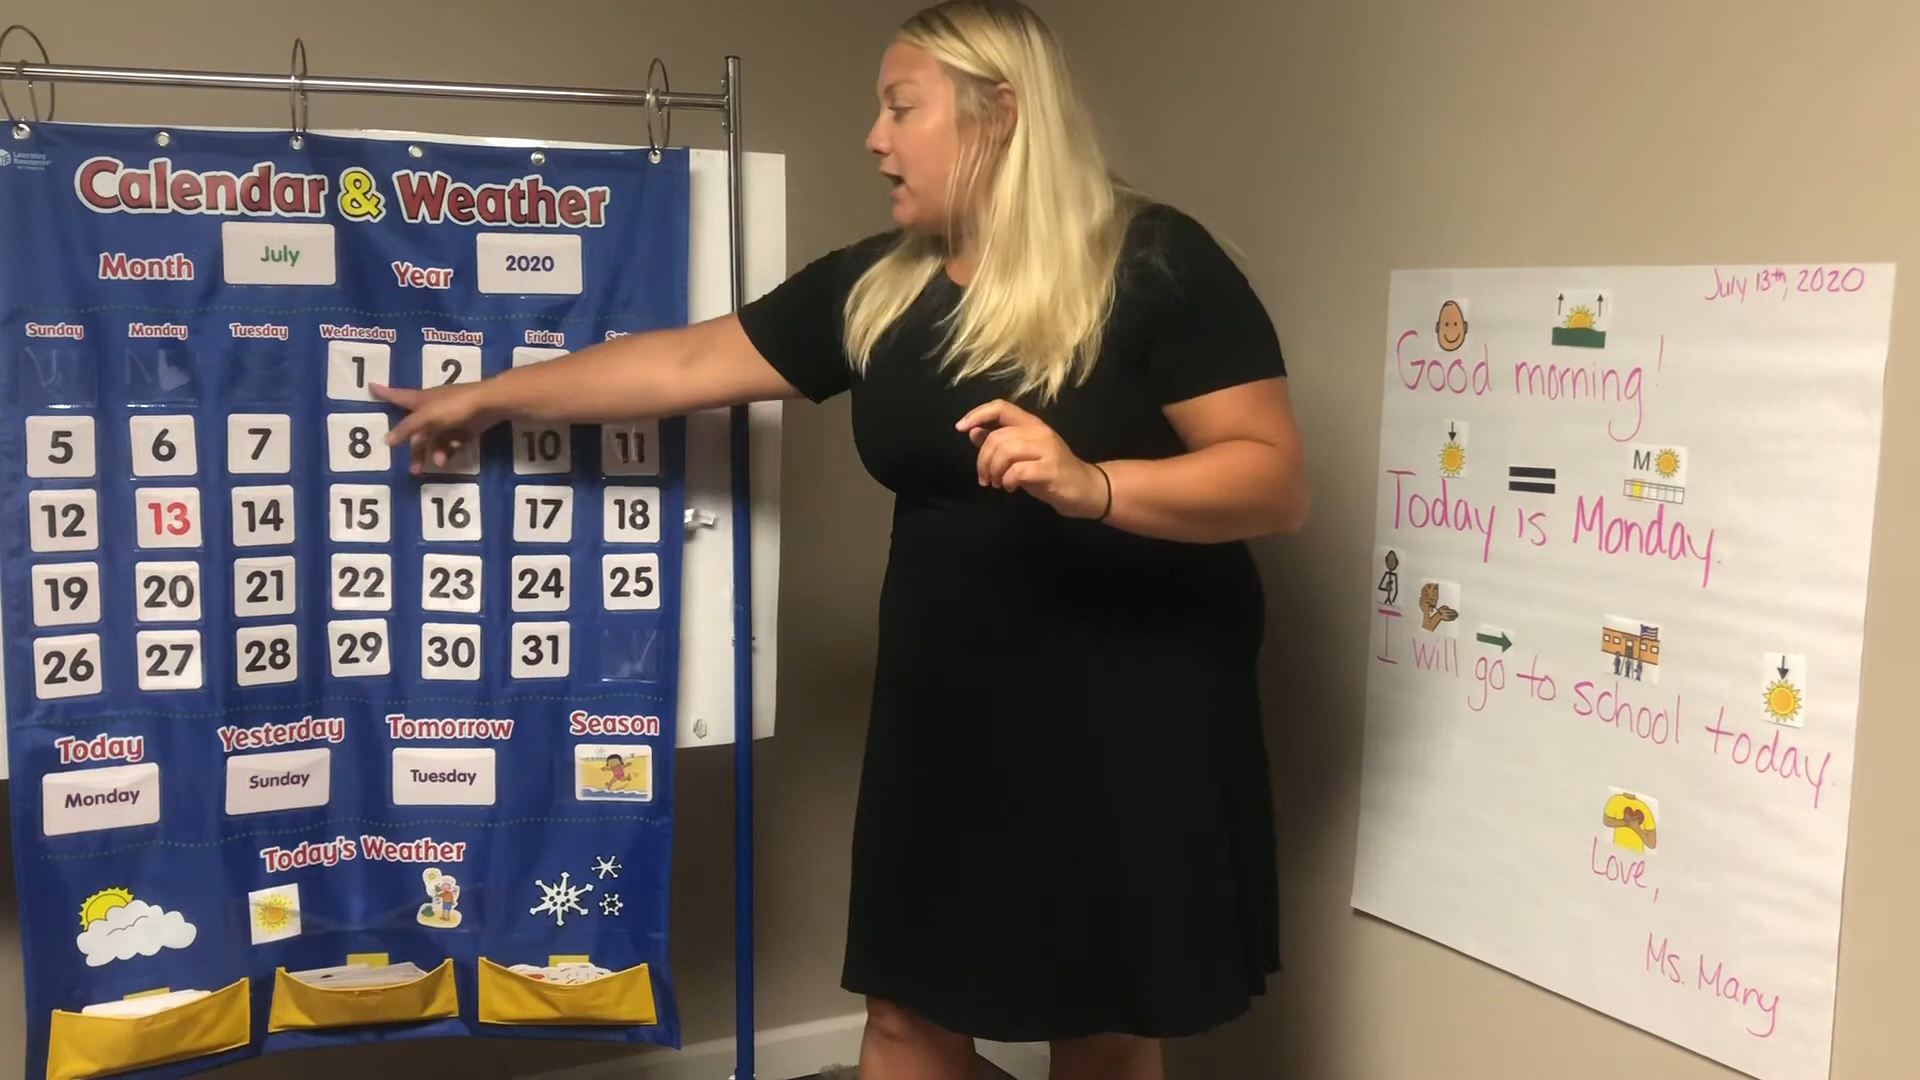 Learning Resources
Calendar & Weather
Month July Year 2020
Sunday Monday Tuesday Wednesday Thursday Friday
1 2
5 6 7 8 10 11
12 13 14 15 16 17 18
19 20 21 22 23 24 25
26 27 28 29 30 31
Today Yesterday Tomorrow Season
Monday Sunday Tuesday
Today's Weather
July 13th, 2020
Good morning!
M
Today is Monday.
I will go to school today.
Love,
Ms. Mary